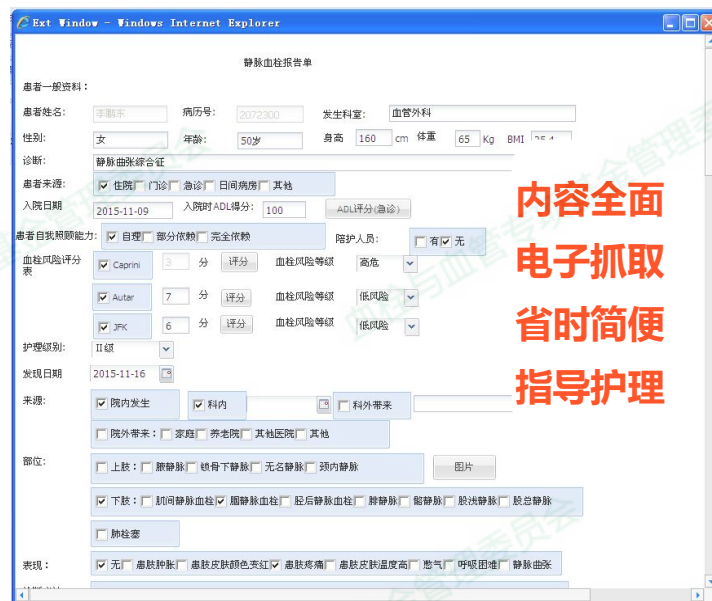 Ext Window - Windows Internet Explorer
静脉血栓报告单
患者一般资料：
患者姓名: 李顺东 病历号: 2072300 发生科室: 血管外科
性别: 女 年龄: 50岁 身高 160 cm 体重 65 Kg BMI
诊断: 静脉曲张综合征
患者来源: 住院 门诊 急诊 日间病房 其他
入院日期 2015-11-09 入院时ADL得分: 100 ADL评分(急诊)
患者自我照顾能力: 自理 部分依赖 完全依赖 陪护人员: 有 无
血栓风险评分表 Caprini 3 分 评分 血栓风险等级 高危
Autar 7 分 评分 血栓风险等级 低风险
JFK 6 分 评分 血栓风险等级 低风险
护理级别: II级
发现日期 2015-11-16
来源: 院内发生 科内 科外带来
院外带来: 家庭 养老院 其他医院 其他
部位: 上肢: 腋静脉 锁骨下静脉 无名静脉 颈内静脉 图片
下肢: 肌间静脉血栓 腘静脉血栓 胫后静脉血栓 腓静脉 髂静脉 股浅静脉 股总静脉
肺栓塞
表现： 无 患肢肿胀 患肢皮肤颜色变红 患肢疼痛 患肢皮肤温度高 憋气 呼吸困难 静脉曲张
内容全面
电子抓取
省时简便
指导护理